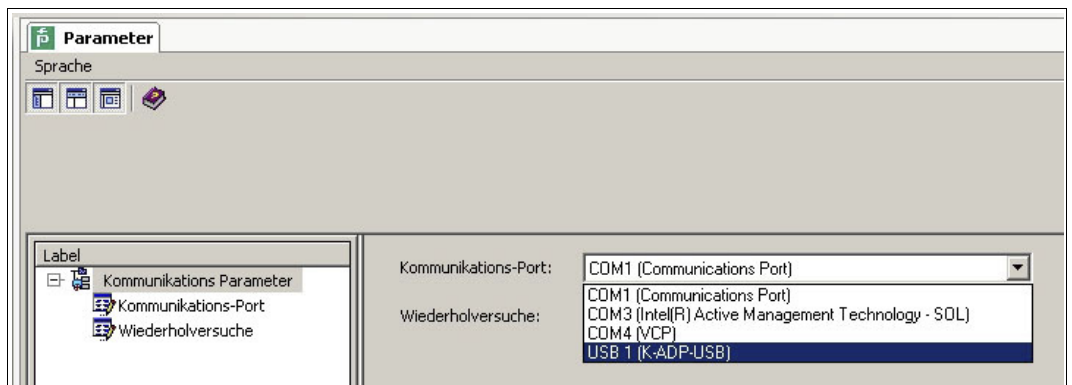 Parameter
Sprache
Label
Kommunikations Parameter
Kommunikations-Port
Wiederholversuche
Kommunikations-Port:
COM1 (Communications Port)
COM1 (Communications Port)
COM3 (Intel(R) Active Management Technology - SOL)
Wiederholversuche:
COM4 (VCP)
USB 1 (K-ADP-USB)